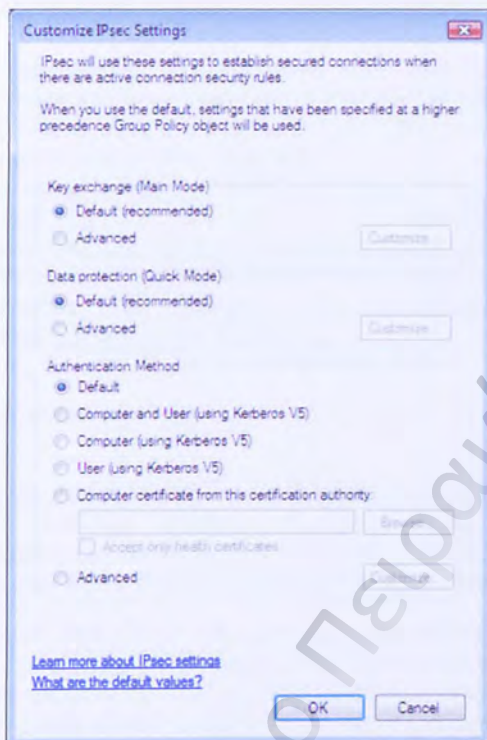 Customize IPsec Settings
IPsec will use these settings to establish secured connections when
there are active connection security rules.
When you use the default, settings that have been specified at a higher
precedence Group Policy object will be used.
Key exchange (Main Mode)
Default (recommended)
Advanced
Customize...
Data protection (Quick Mode)
Default (recommended)
Advanced
Customize...
Authentication Method
Default
Computer and User (using Kerberos V5)
Computer (using Kerberos V5)
User (using Kerberos V5)
Computer certificate from this certification authority:
Browse...
Accept only health certificates
Advanced
Customize...
Learn more about IPsec settings
What are the default values?
OK
Cancel